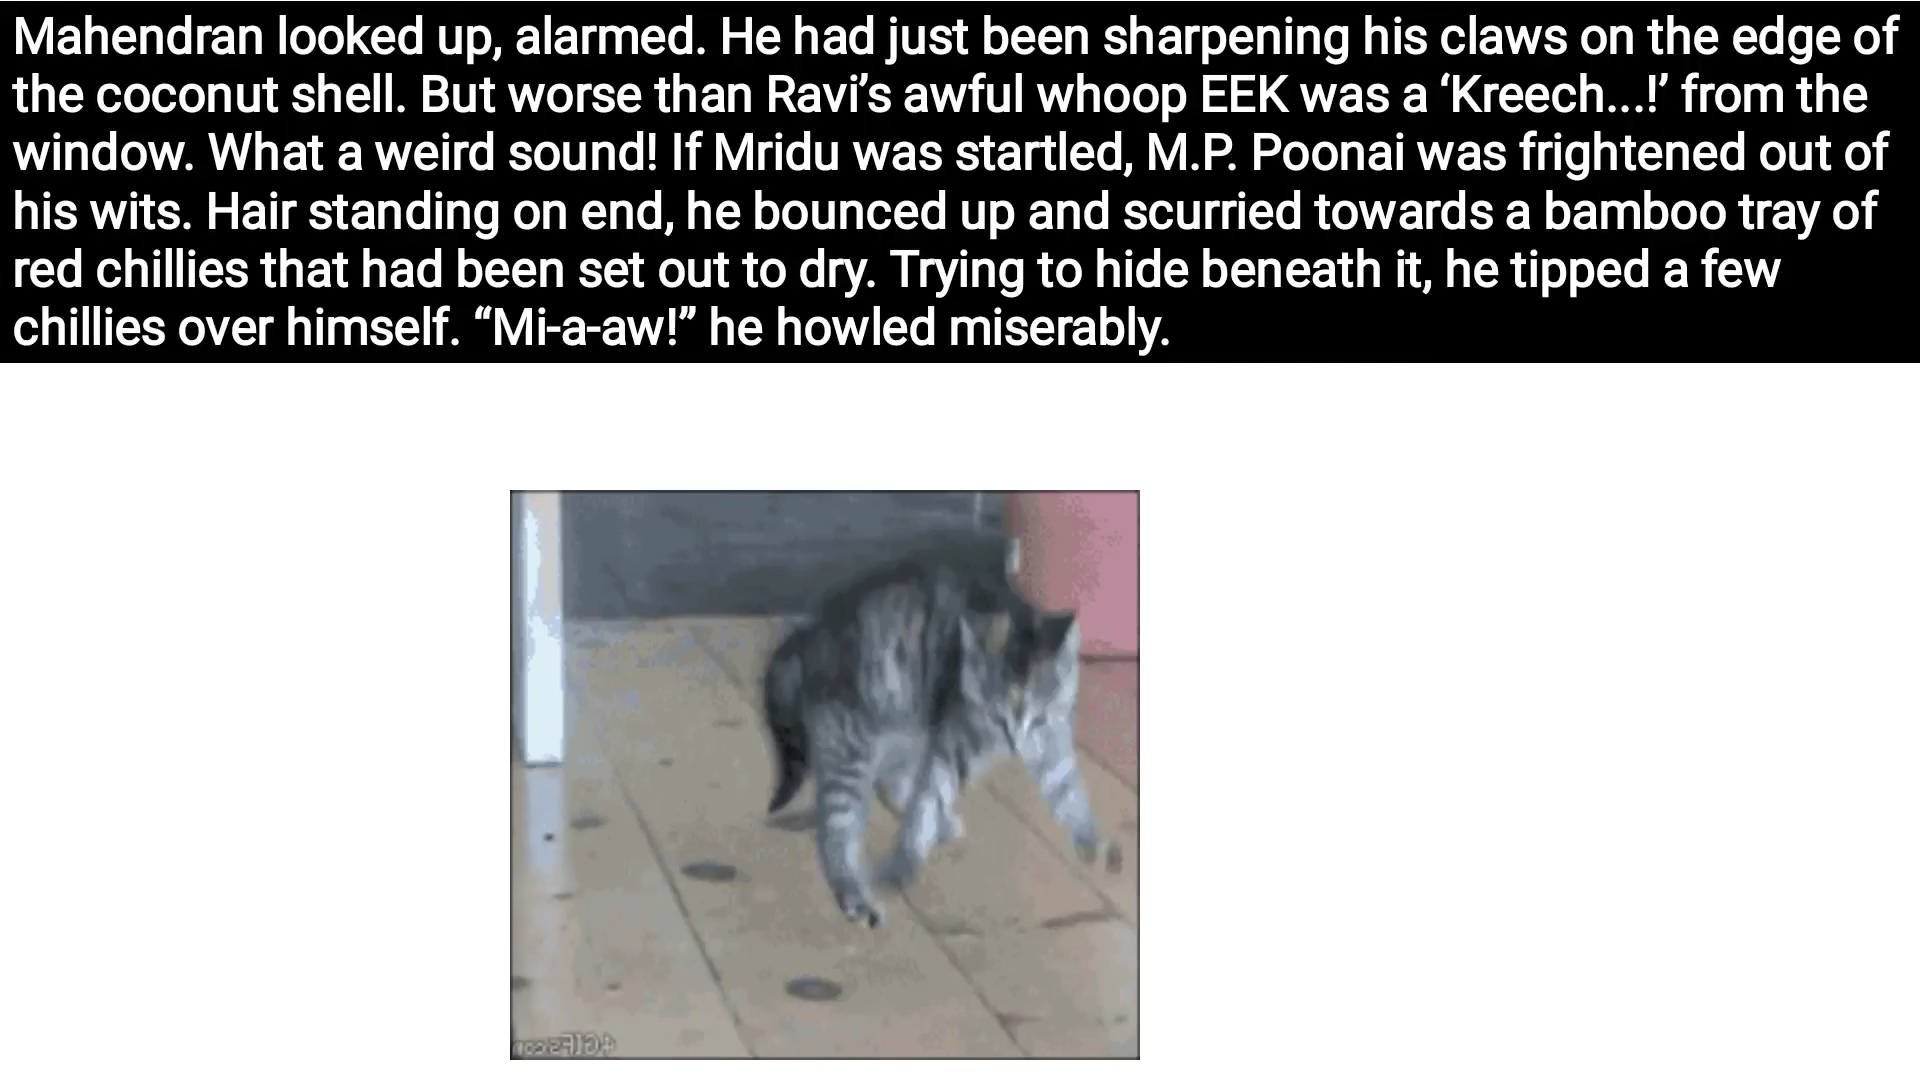 Mahendran looked up, alarmed. He had just been sharpening his claws on the edge of
the coconut shell. But worse than Ravi’s awful whoop EEK was a ‘Kreech...!’ from the
window. What a weird sound! If Mridu was startled, M.P. Poonai was frightened out of
his wits. Hair standing on end, he bounced up and scurried towards a bamboo tray of
red chillies that had been set out to dry. Trying to hide beneath it, he tipped a few
chillies over himself. “Mi-a-aw!” he howled miserably.
4GIFs.com